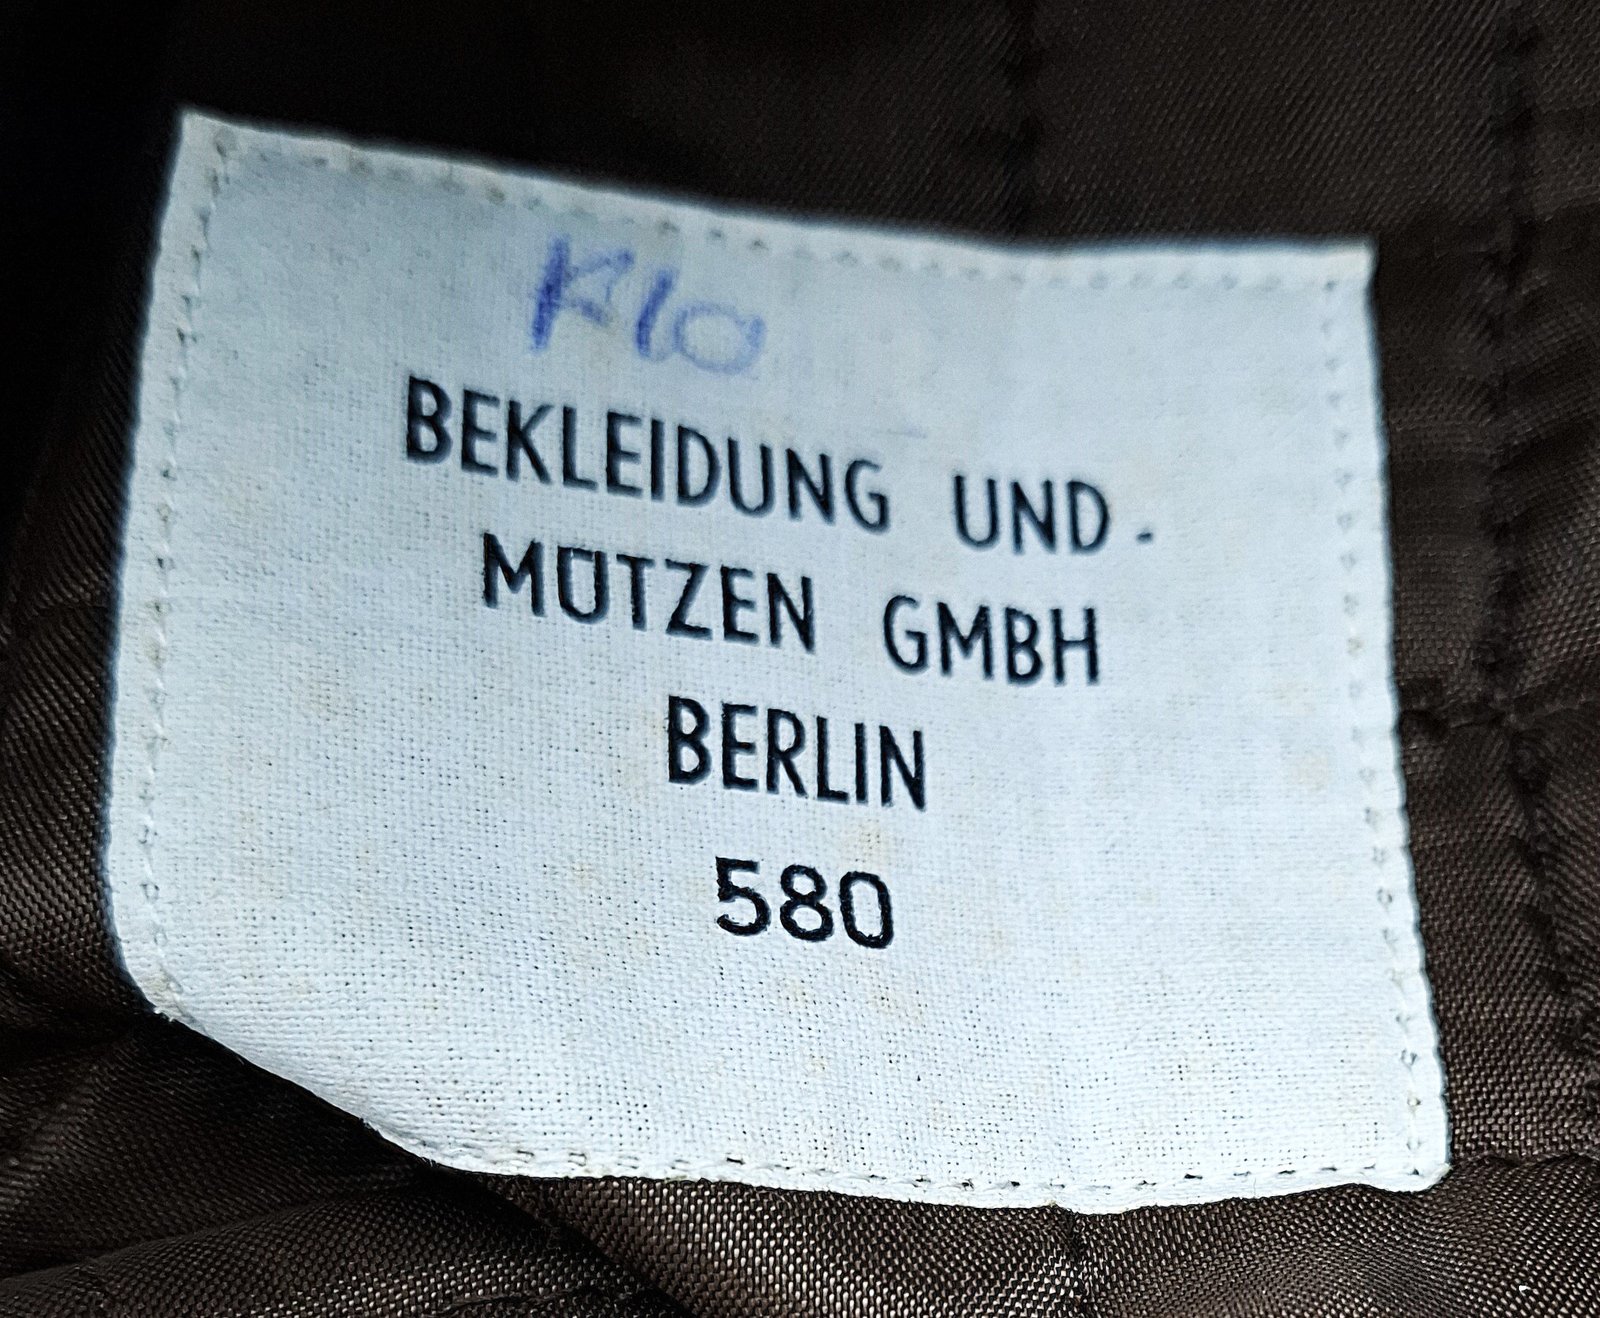 Klo
BEKLEIDUNG UND-
MÜTZEN GMBH
BERLIN
580